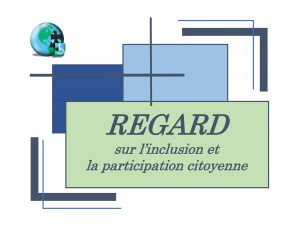 REGARD
sur l'inclusion et
la participation citoyenne